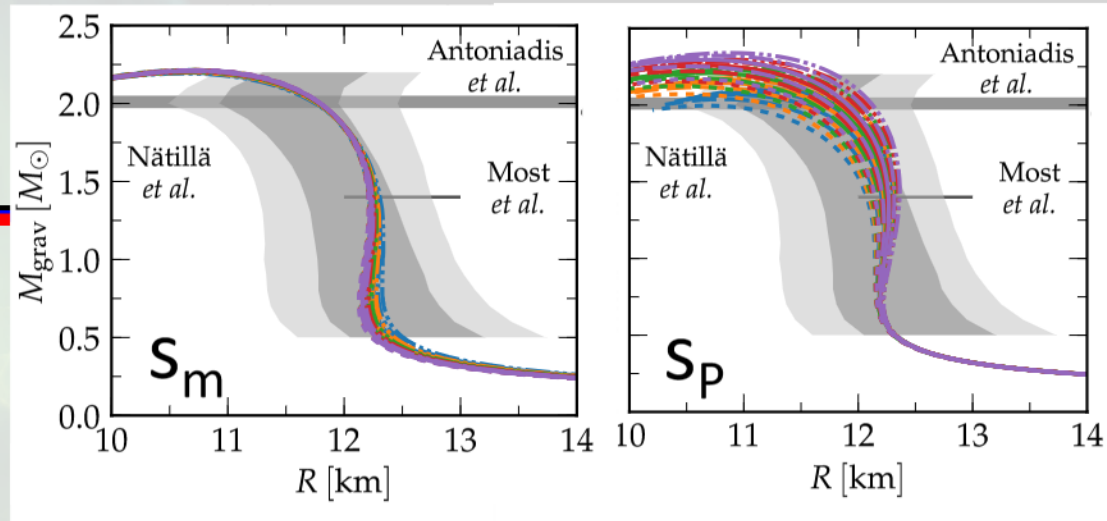 2.5
2.0
1.5
1.0
0.5
0.0
M_grav [M_⊙]
Antoniadis
et al.
Nätillä
et al.
Most
et al.
S_m
10 11 12 13 14
R [km]
Antoniadis
et al.
Nätillä
et al.
Most
et al.
S_P
10 11 12 13 14
R [km]